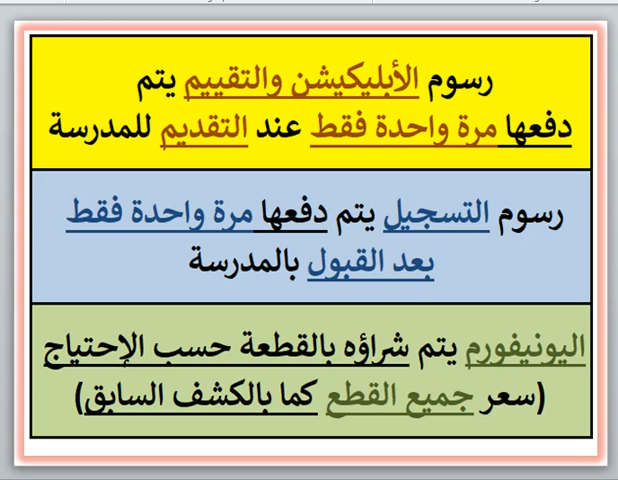 رسوم الأبليكيشن والتقييم يتم
دفعها مرة واحدة فقط عند التقديم للمدرسة
رسوم التسجيل يتم دفعها مرة واحدة فقط
بعد القبول بالمدرسة
اليونيفورم يتم شراؤه بالقطعة حسب الإحتياج
(سعر جميع القطع كما بالكشف السابق)